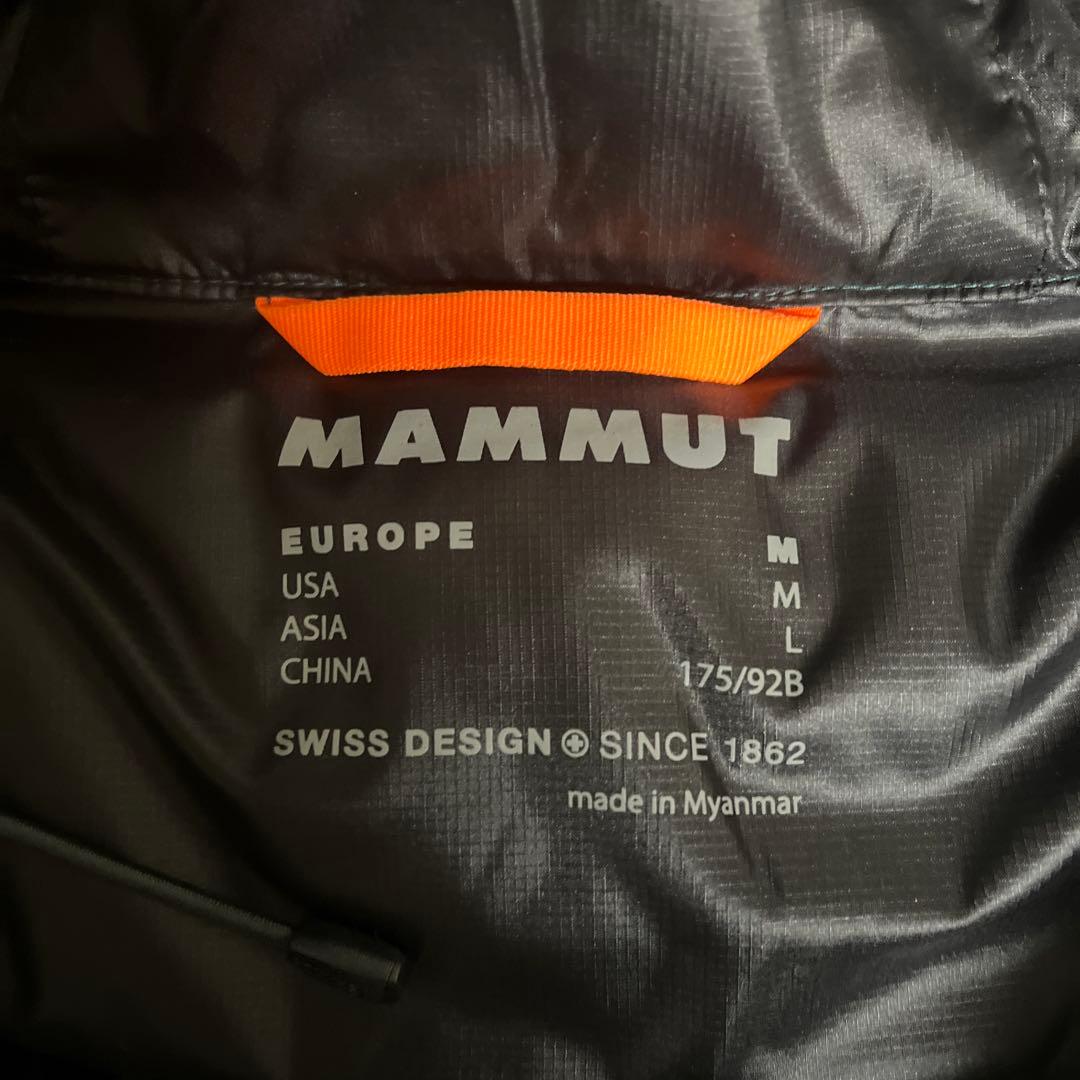 MAMMUT
EUROPE M
USA M
ASIA L
CHINA 175/92B
SWISS DESIGN SINCE 1862
made in Myanmar